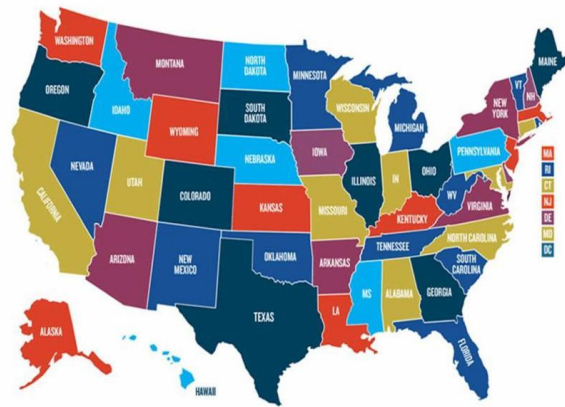 WASHINGTON
MONTANA
NORTH
DAKOTA
MINNESOTA
MAINE
VT
NH
OREGON
IDAHO
WYOMING
SOUTH
DAKOTA
WISCONSIN
MICHIGAN
NEW
YORK
NEVADA
UTAH
COLORADO
NEBRASKA
IOWA
ILLINOIS
IN
OHIO
PENNSYLVANIA
MA
RI
CT
NJ
DE
MD
DC
CALIFORNIA
KANSAS
MISSOURI
KENTUCKY
WV
VIRGINIA
ARIZONA
NEW
MEXICO
OKLAHOMA
ARKANSAS
TENNESSEE
NORTH CAROLINA
SOUTH
CAROLINA
TEXAS
LA
MS
ALABAMA
GEORGIA
FLORIDA
ALASKA
HAWAII